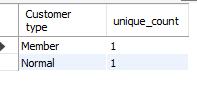 Customer
type unique_count
Member 1
Normal 1